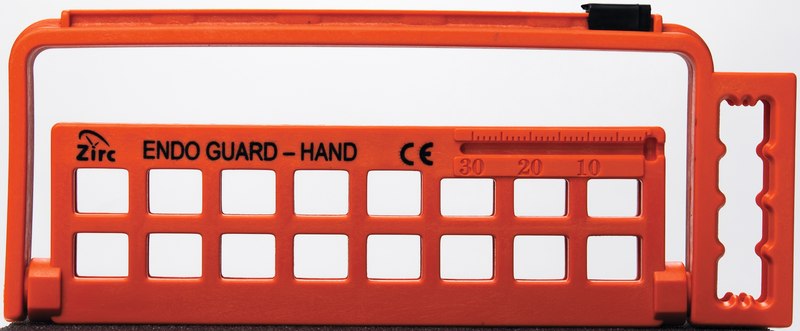 Zirc ENDO GUARD – HAND CE
30 20 10